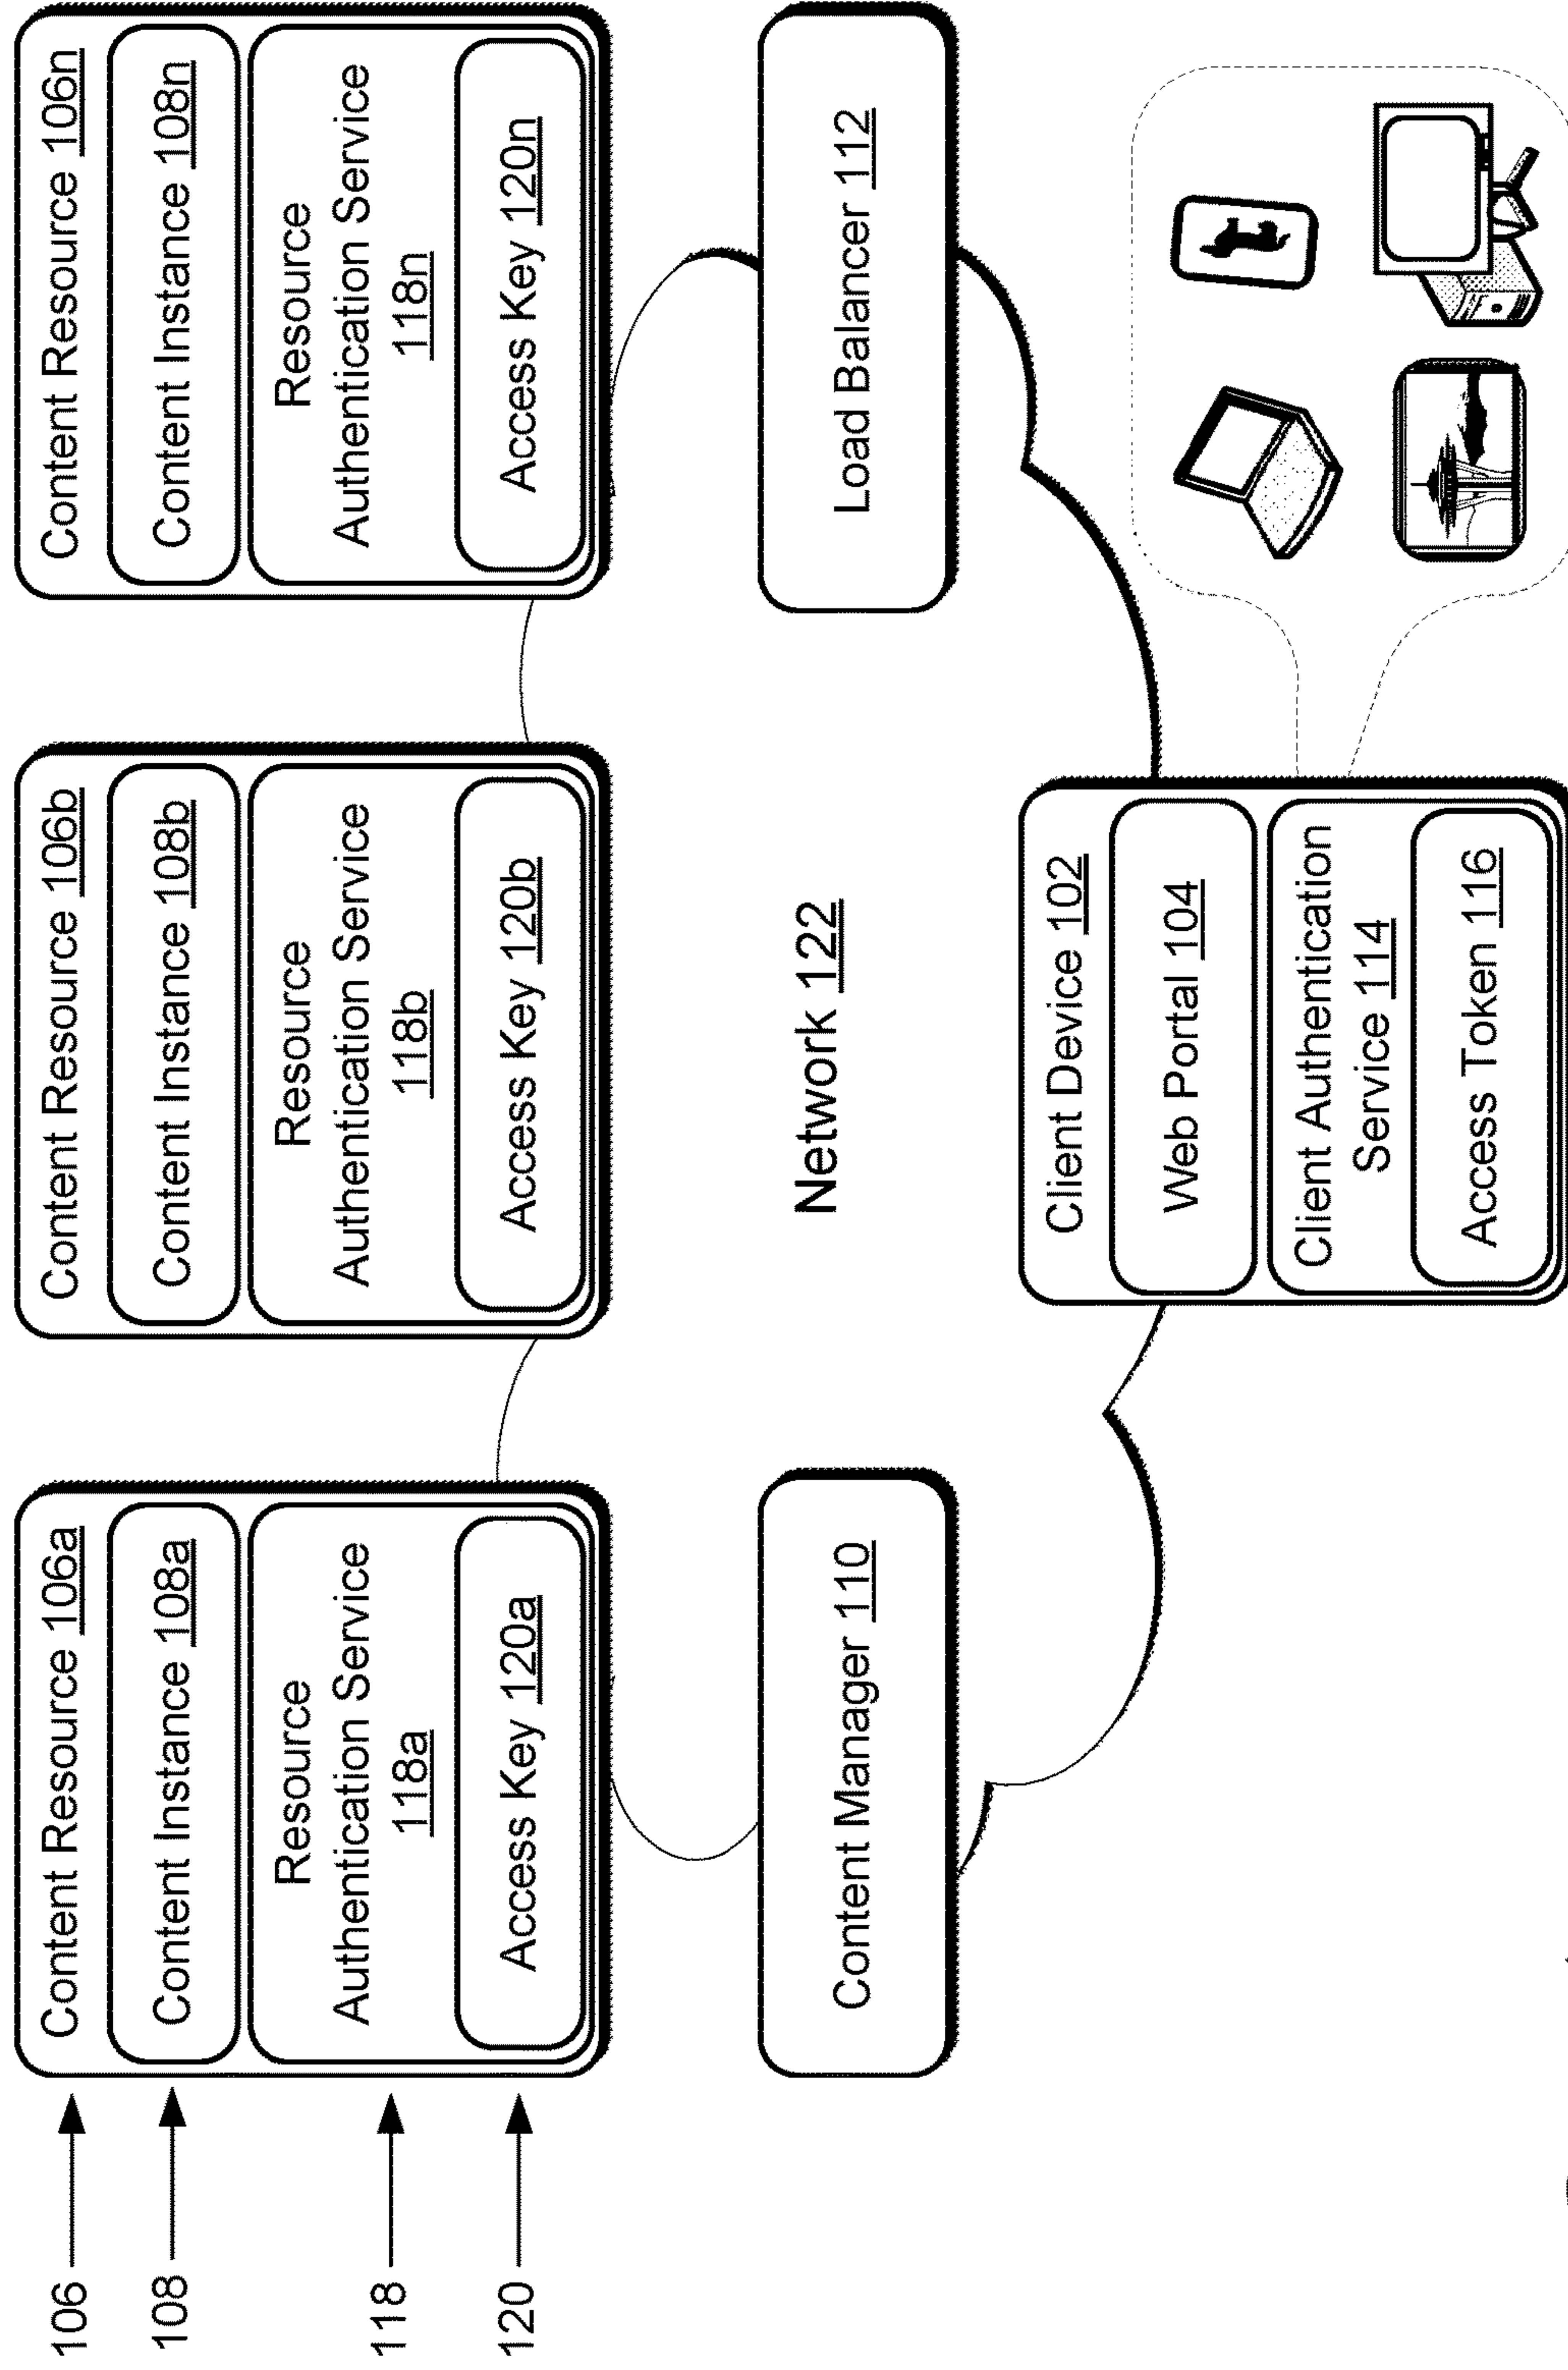 106
Content Resource 106a
Content Resource 106b
Content Resource 106n
108
Content Instance 108a
Content Instance 108b
Content Instance 108n
118
Resource
Authentication Service
118a
Resource
Authentication Service
118b
Resource
Authentication Service
118n
120
Access Key 120a
Access Key 120b
Access Key 120n
Content Manager 110
Network 122
Load Balancer 112
Client Device 102
Web Portal 104
Client Authentication
Service 114
Access Token 116